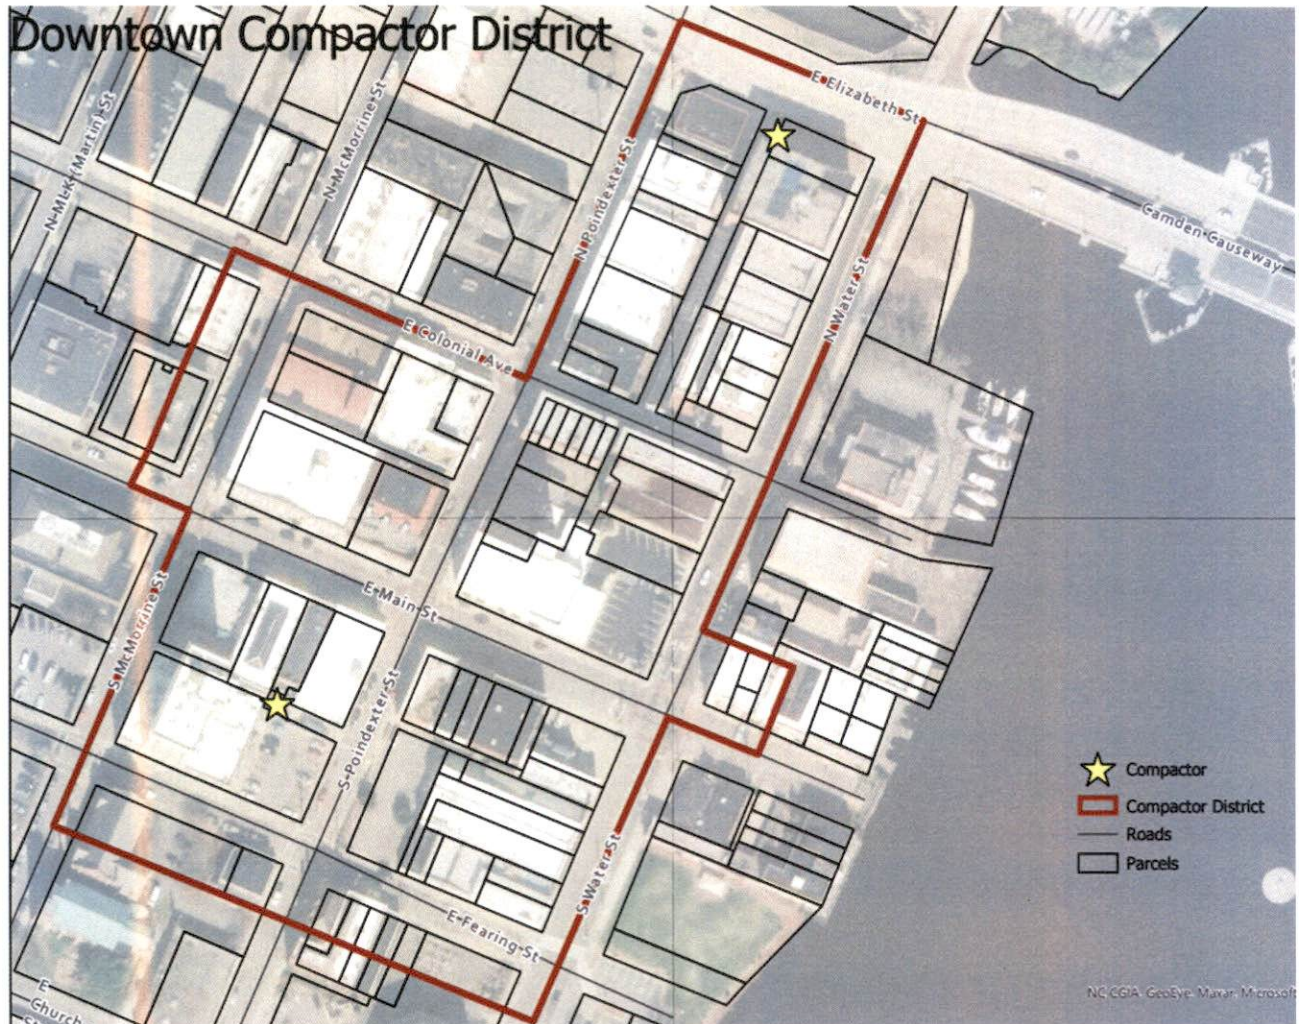 Downtown Compactor District
E Elizabeth St
N M L K (Martin) St
N McMorrine St
N Poindexter St
Camden Causeway
N Water St
E Colonial Ave
E Main St
S McMorrine St
S Poindexter St
Compactor
Compactor District
Roads
Parcels
S Water St
E Fearing St
E
Church
St
NC CGIA, GeoEye, Maxar, Microsoft